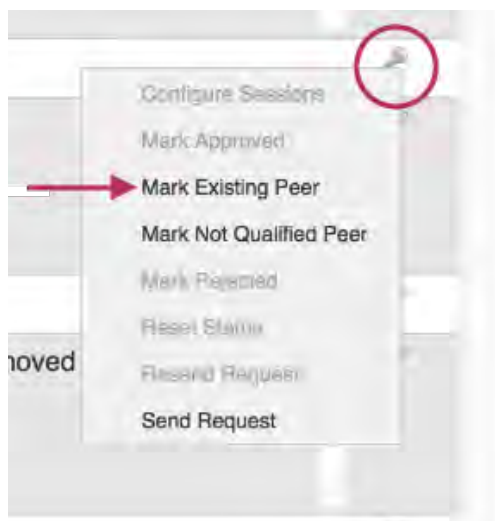 Configure Sessions
Mark Approved
Mark Existing Peer
Mark Not Qualified Peer
Mark Rejected
Reset Status
noved
Resend Request
Send Request